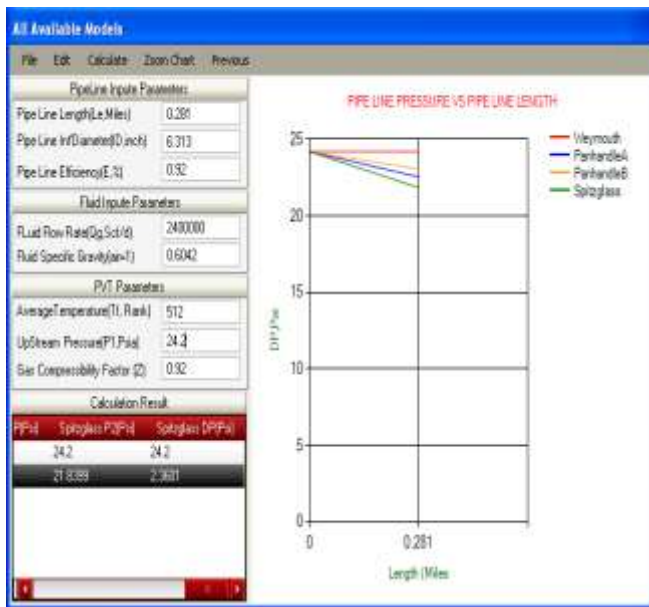 All Available Models
File Edit Calculate Zoom Chart Previous
PipeLine Inpute Parameters
Pipe Line Length(Le,Miles) 0.281
Pipe Line Inf/Diameter(ID,inch) 6.313
Pipe Line Efficiency(E,%) 0.92
Fluid Inpute Parameters
FLuid Flow Rate(Qg,Scf/d) 2400000
Fluid Specific Gravity(air=1) 0.6042
PVT Parameters
AverageTemperature(Tf, Rank) 512
UpStream Pressure(P1,Psia) 24.2
Gas Compressibility Factor (Z) 0.92
Calculation Result
P(Psi) Spitzglass P2(Psi) Spitzglass DP(Psi)
24.2 24.2
21.8399 2.3601
PIPE LINE PRESSURE VS PIPE LINE LENGTH
25
20
15
10
5
0
0 0.281
Length (Miles
Weymouth
PanhandleA
PanhandleB
Spitzglass